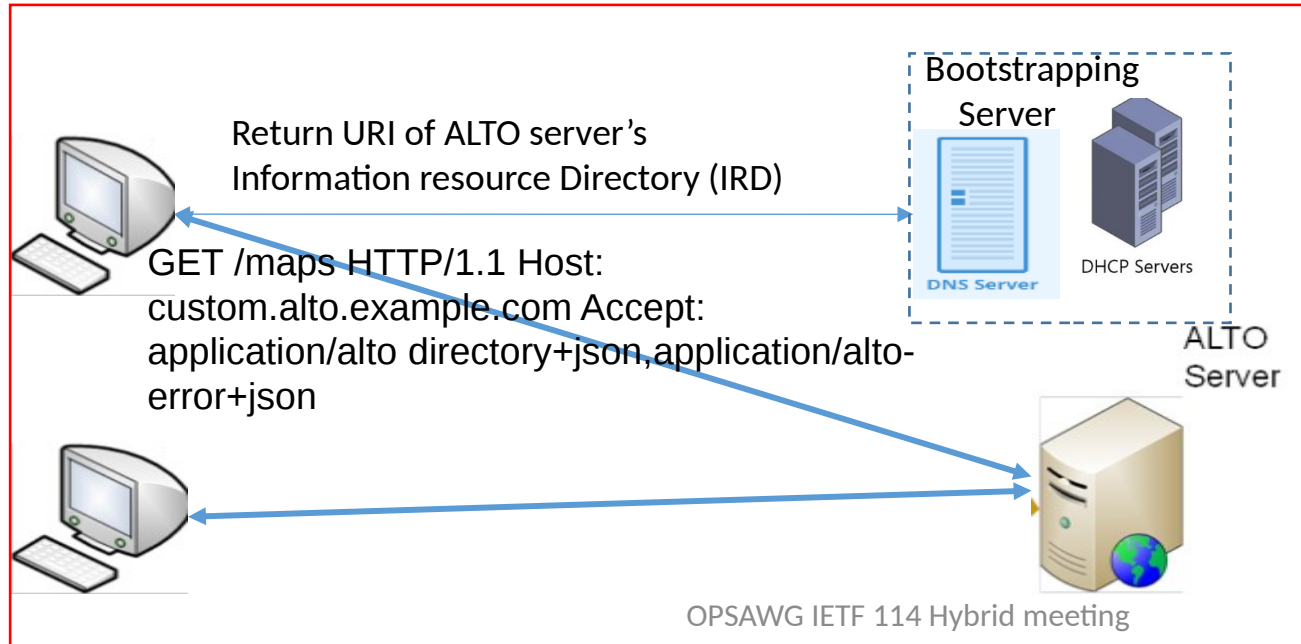 Bootstrapping
Server
Return URI of ALTO server’s
Information resource Directory (IRD)
DNS Server
DHCP Servers
GET /maps HTTP/1.1 Host:
custom.alto.example.com Accept:
application/alto directory+json,application/alto-
error+json
ALTO
Server
OPSAWG IETF 114 Hybrid meeting